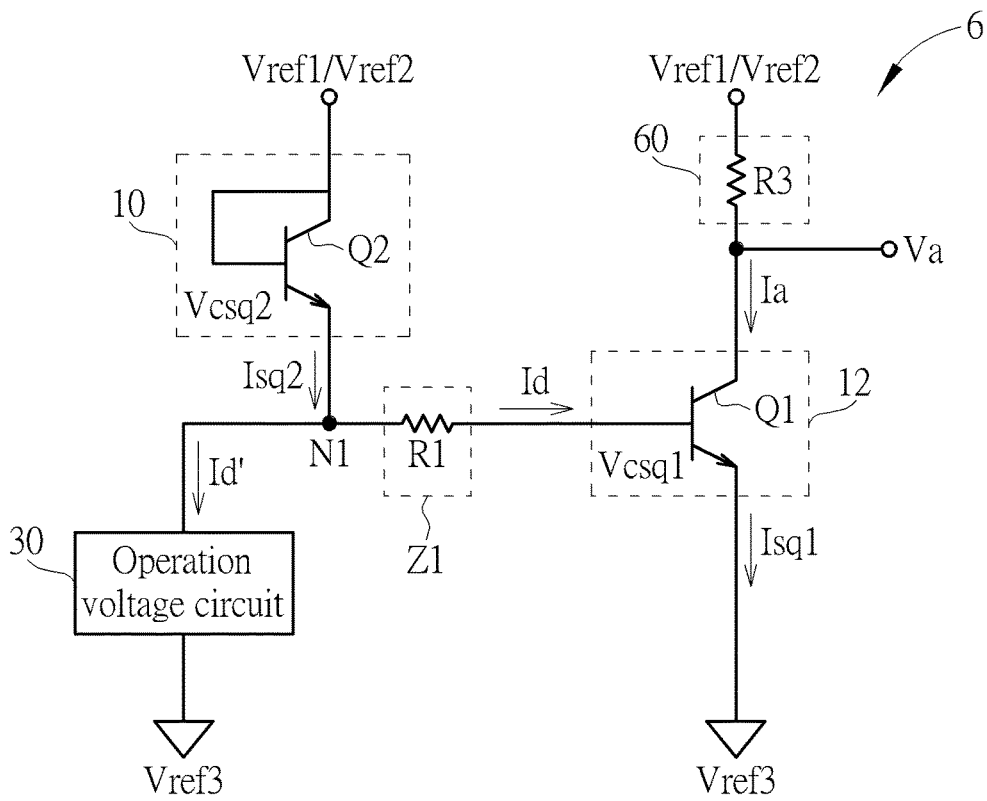 6
Vref1/Vref2
Vref1/Vref2
60
R3
10
Q2
Va
Vcsq2
Ia
Isq2
Id
12
Q1
N1
R1
Vcsq1
Id'
Z1
Isq1
30
Operation
voltage circuit
Vref3
Vref3